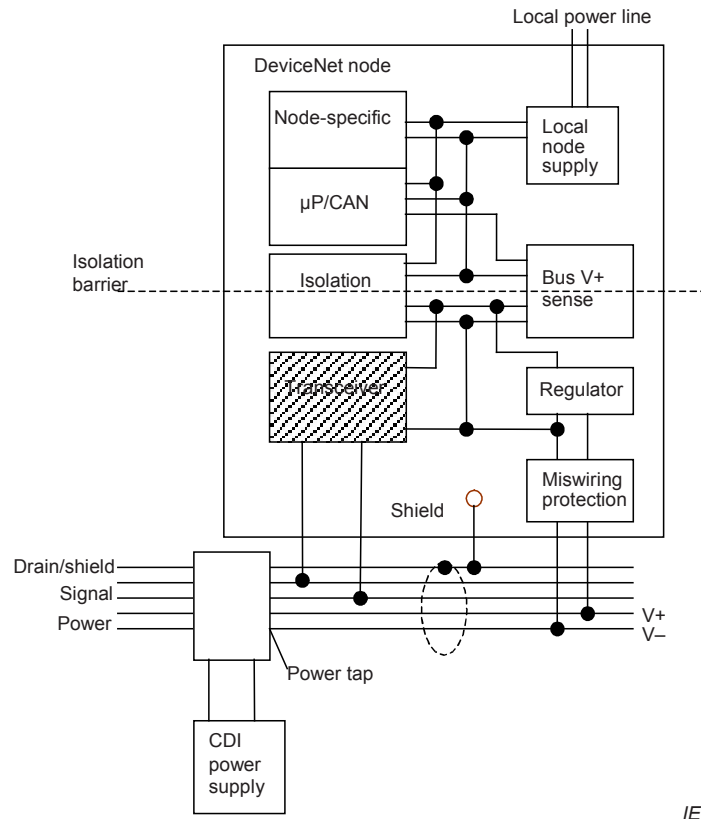 Local power line
DeviceNet node
Node-specific
Local
node
supply
µP/CAN
Isolation
barrier
Isolation
Bus V+
sense
Transceiver
Regulator
Miswiring
protection
Shield
Drain/shield
Signal
Power
V+
V–
Power tap
CDI
power
supply
IE